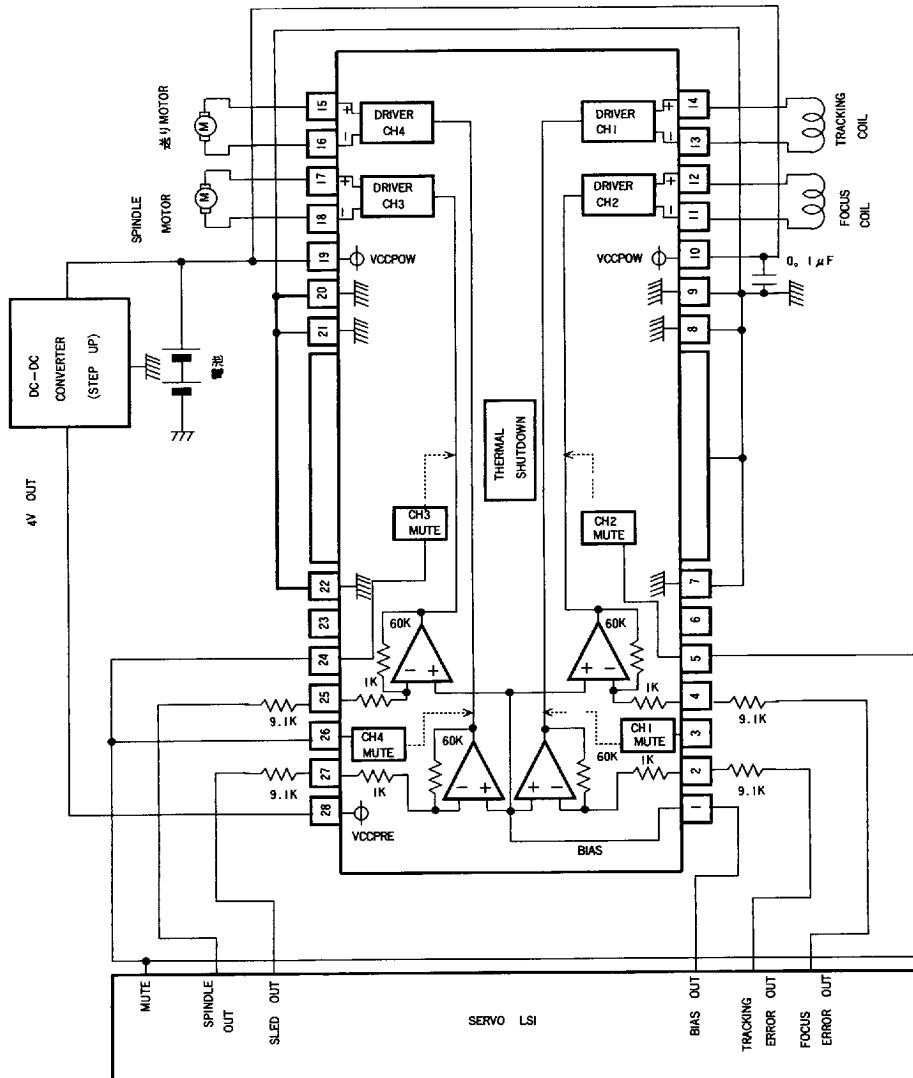 送りMOTOR
SPINDLE
MOTOR
M
M
15
16
17
18
19
20
21
22
23
24
25
26
27
28
+
−
DRIVER
CH4
+
−
DRIVER
CH3
VCCPOW
DRIVER
CH1
+
−
DRIVER
CH2
+
−
VCCPOW
14
13
12
11
10
9
8
7
6
5
4
3
2
1
TRACKING
COIL
FOCUS
COIL
0.1μF
DC-DC
CONVERTER
(STEP UP)
電池
4V OUT
THERMAL
SHUTDOWN
CH3
MUTE
CH2
MUTE
60K
−
+
1K
60K
+
−
1K
9.1K
CH4
MUTE
60K
−
+
1K
9.1K
VCCPRE
CH1
MUTE
60K
+
−
1K
9.1K
9.1K
BIAS
MUTE
SPINDLE
OUT
SLED OUT
SERVO LSI
BIAS OUT
TRACKING
ERROR OUT
FOCUS
ERROR OUT